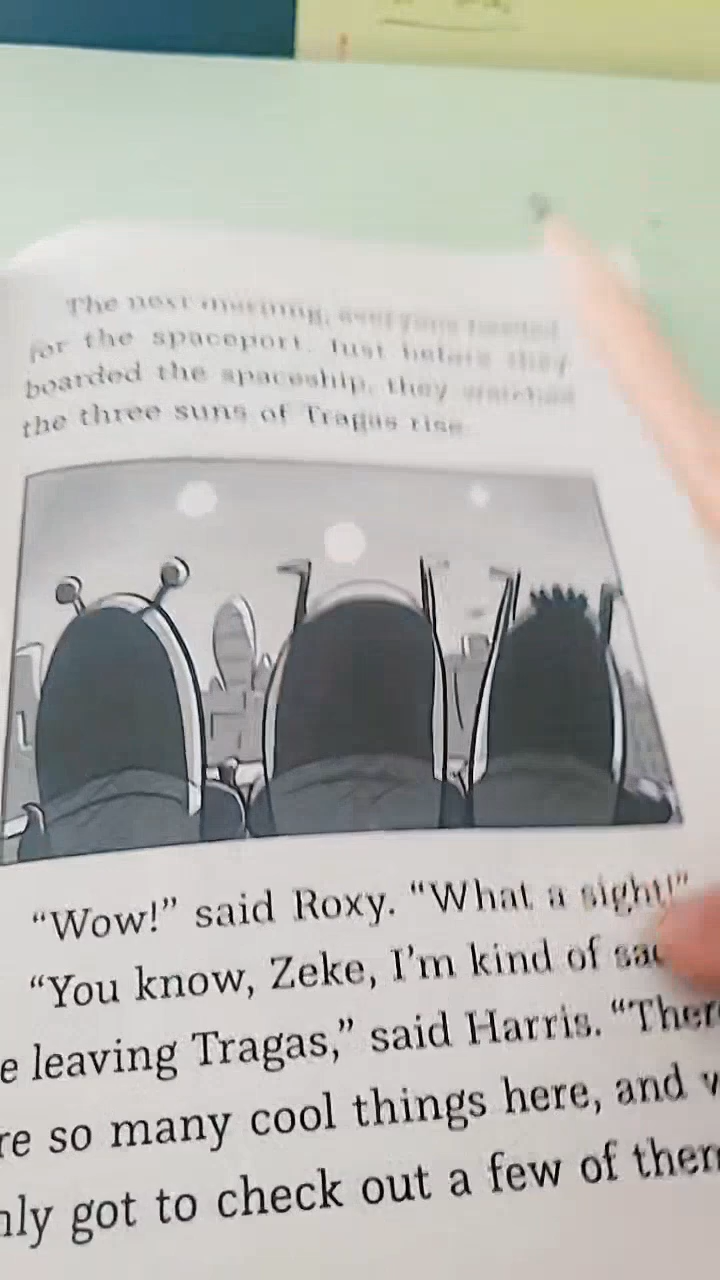 The next morning, everyone headed
for the spaceport. Just before they
boarded the spaceship, they watched
the three suns of Tragas rise.
“Wow!” said Roxy. “What a sight!”
“You know, Zeke, I’m kind of
leaving Tragas,” said Harris.
so many cool things here, and
got to check out a few of